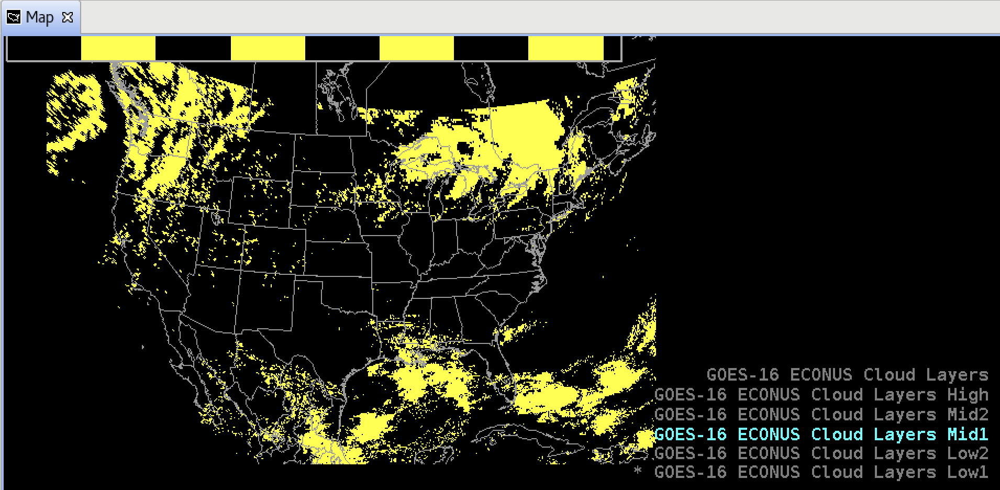 Map
GOES-16 ECONUS Cloud Layers
GOES-16 ECONUS Cloud Layers High
GOES-16 ECONUS Cloud Layers Mid2
GOES-16 ECONUS Cloud Layers Mid1
GOES-16 ECONUS Cloud Layers Low2
* GOES-16 ECONUS Cloud Layers Low1